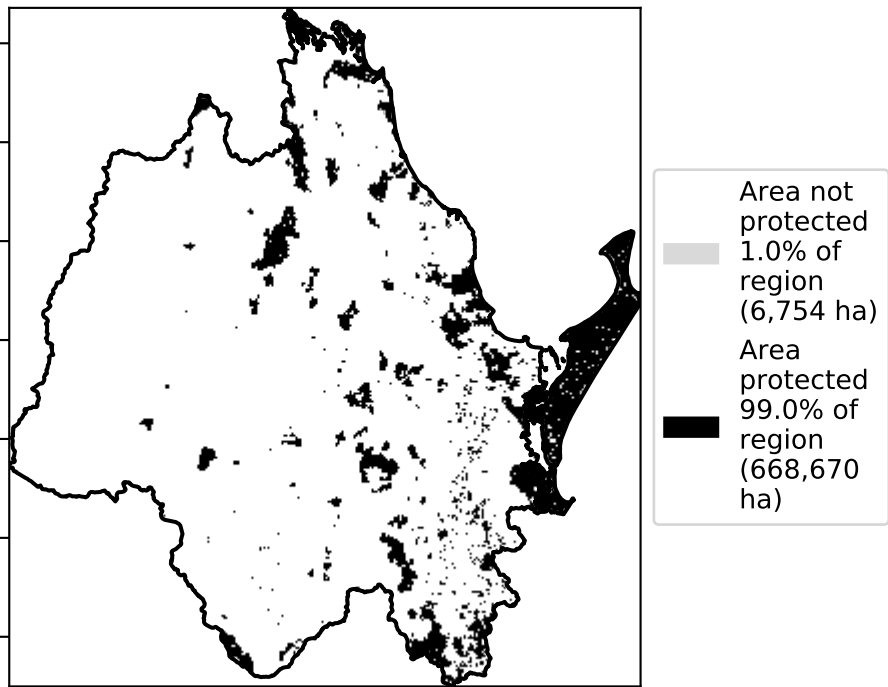 Area not
protected
1.0% of
region
(6,754 ha)
Area
protected
99.0% of
region
(668,670
ha)